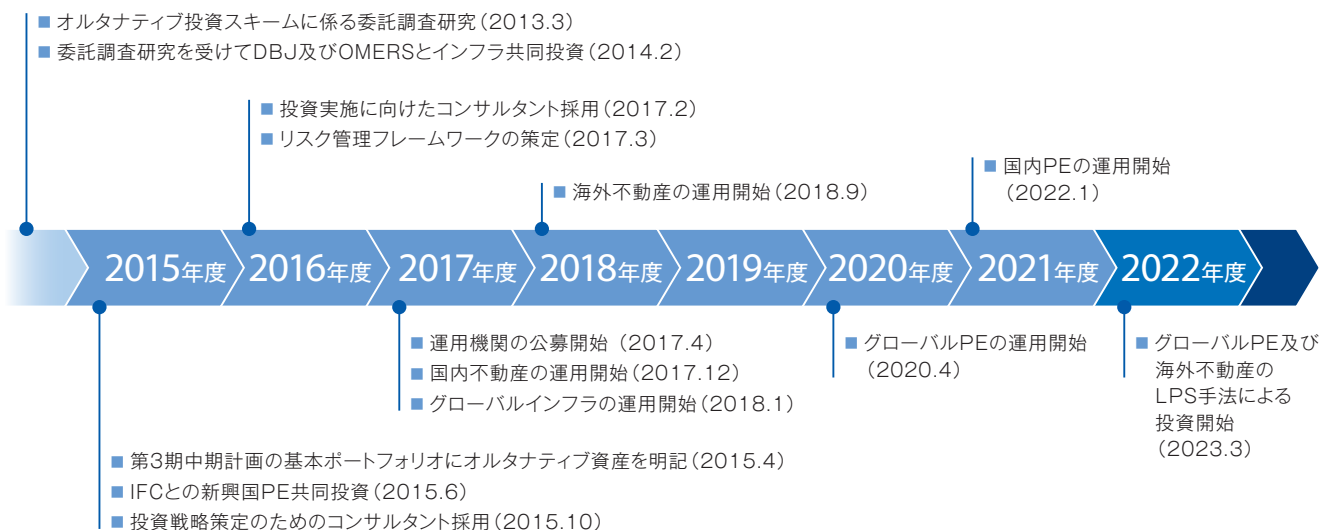 ■ オルタナティブ投資スキームに係る委託調査研究（2013.3）
■ 委託調査研究を受けてDBJ及びOMERSとインフラ共同投資（2014.2）
■ 投資実施に向けたコンサルタント採用（2017.2）
■ リスク管理フレームワークの策定（2017.3）
■ 海外不動産の運用開始（2018.9）
■ 国内PEの運用開始
（2022.1）
2015年度 2016年度 2017年度 2018年度 2019年度 2020年度 2021年度 2022年度
■ 運用機関の公募開始 （2017.4）
■ 国内不動産の運用開始（2017.12）
■ グローバルインフラの運用開始（2018.1）
■ グローバルPEの運用開始
（2020.4）
■ グローバルPE及び
海外不動産の
LPS手法による
投資開始
（2023.3）
■ 第3期中期計画の基本ポートフォリオにオルタナティブ資産を明記（2015.4）
■ IFCとの新興国PE共同投資（2015.6）
■ 投資戦略策定のためのコンサルタント採用（2015.10）